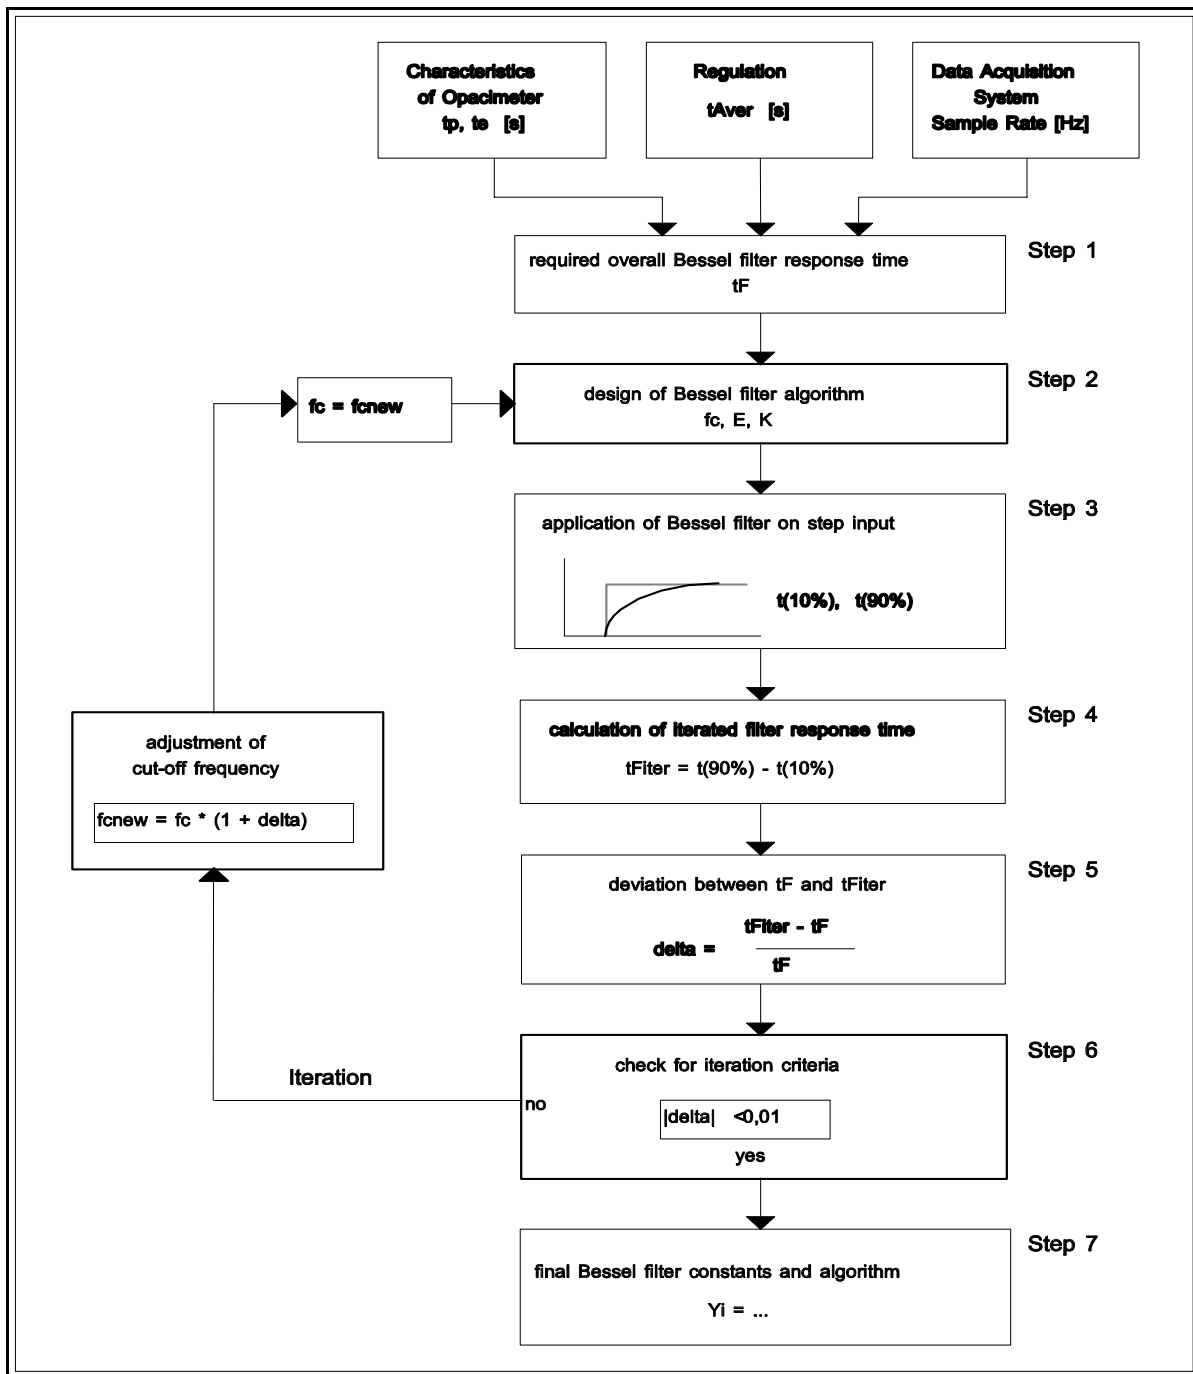 Characteristics
of Opacimeter
tp, te [s]
Regulation
tAver [s]
Data Acquisition
System
Sample Rate [Hz]
Step 1
required overall Bessel filter response time
tF
Step 2
design of Bessel filter algorithm
fc, E, K
fc = fcnew
Step 3
application of Bessel filter on step input
t(10%), t(90%)
Step 4
calculation of iterated filter response time
tFiter = t(90%) - t(10%)
adjustment of
cut-off frequency
fcnew = fc * (1 + delta)
Step 5
deviation between tF and tFiter
delta = tFiter - tF
tF
Step 6
check for iteration criteria
Iteration
no
|delta| <0,01
yes
Step 7
final Bessel filter constants and algorithm
Yi = ...